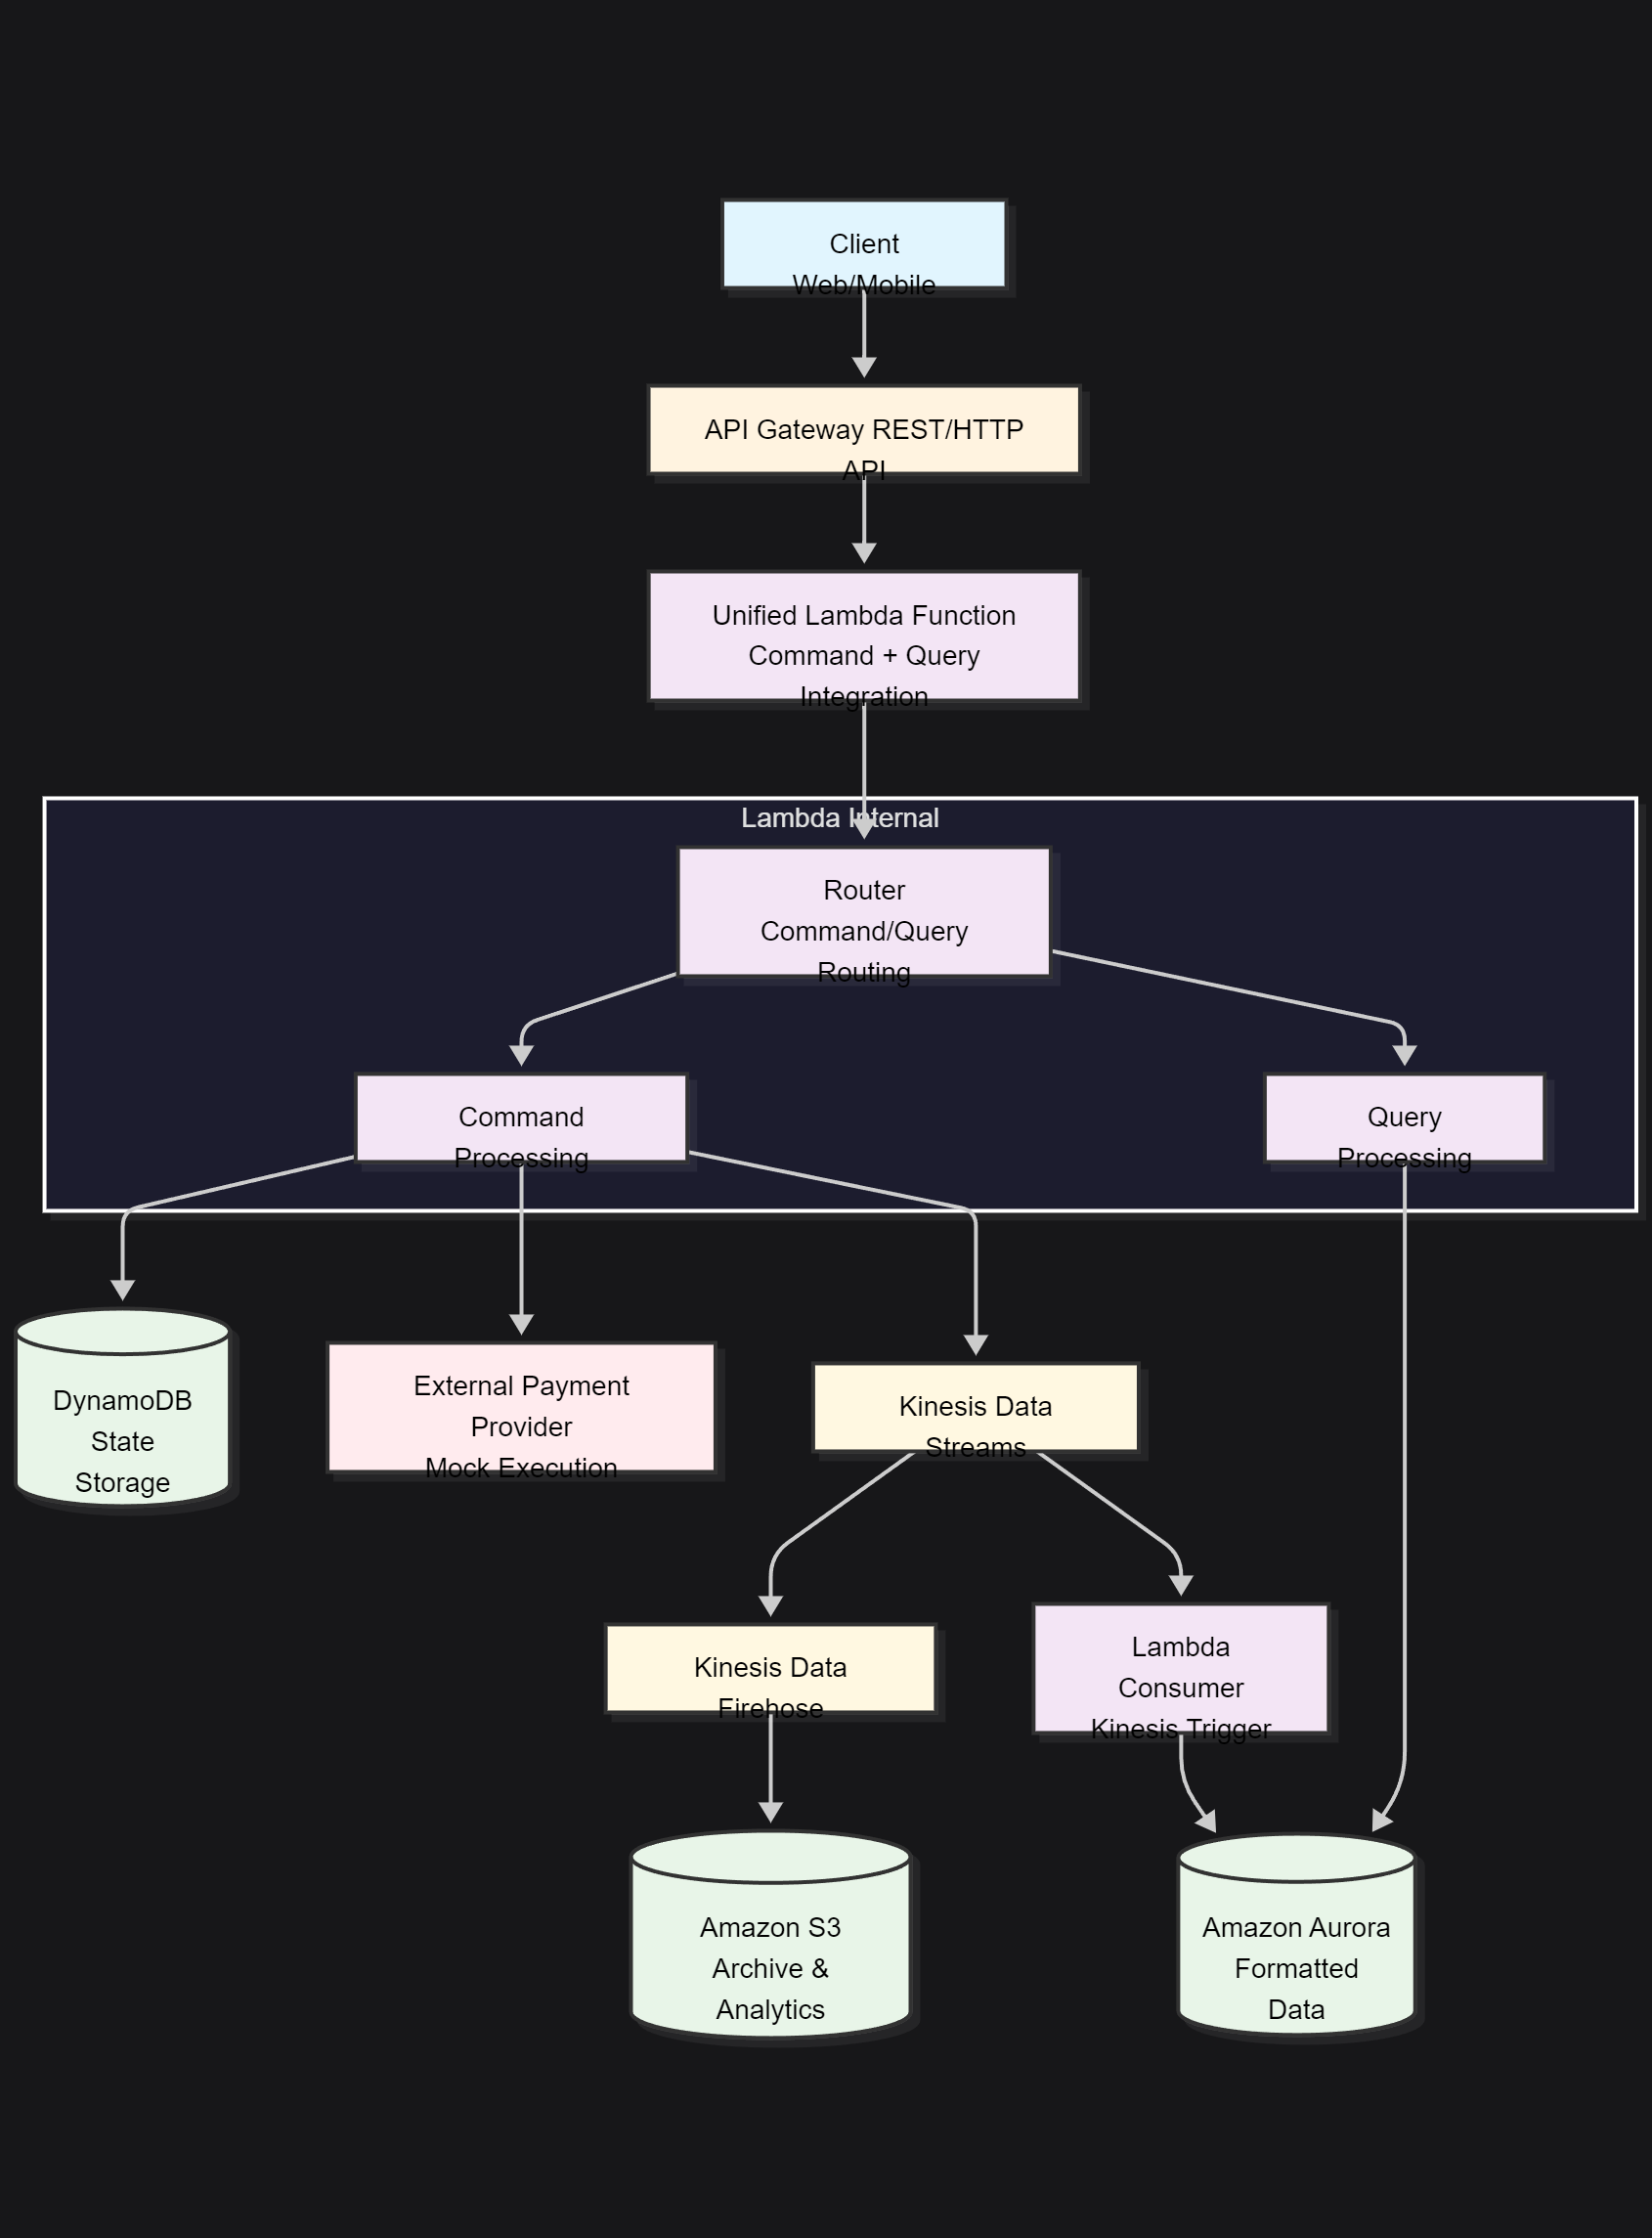 Client
Web/Mobile
API Gateway REST/HTTP
API
Unified Lambda Function
Command + Query
Integration
Lambda Internal
Router
Command/Query
Routing
Command
Processing
Query
Processing
DynamoDB
State
Storage
External Payment
Provider
Mock Execution
Kinesis Data
Streams
Kinesis Data
Firehose
Lambda
Consumer
Kinesis Trigger
Amazon S3
Archive &
Analytics
Amazon Aurora
Formatted
Data